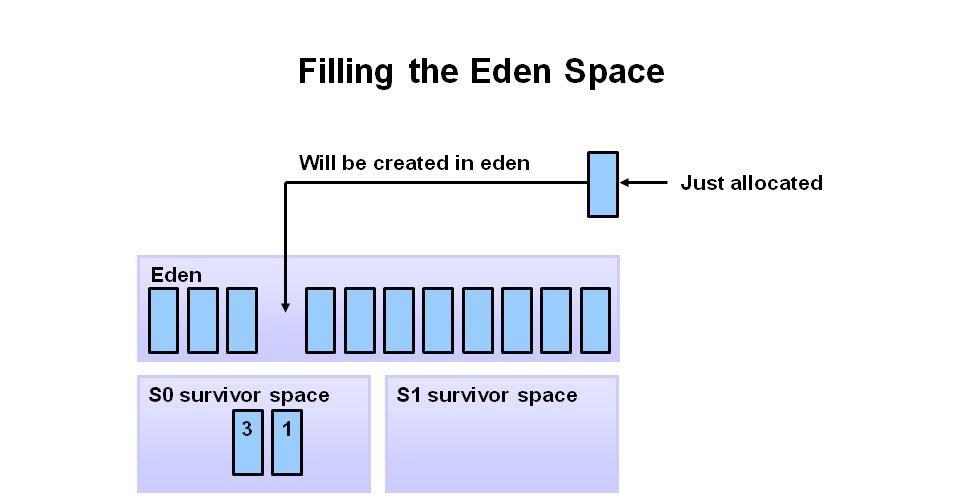 Filling the Eden Space
Will be created in eden
Just allocated
Eden
S0 survivor space
S1 survivor space
3 1